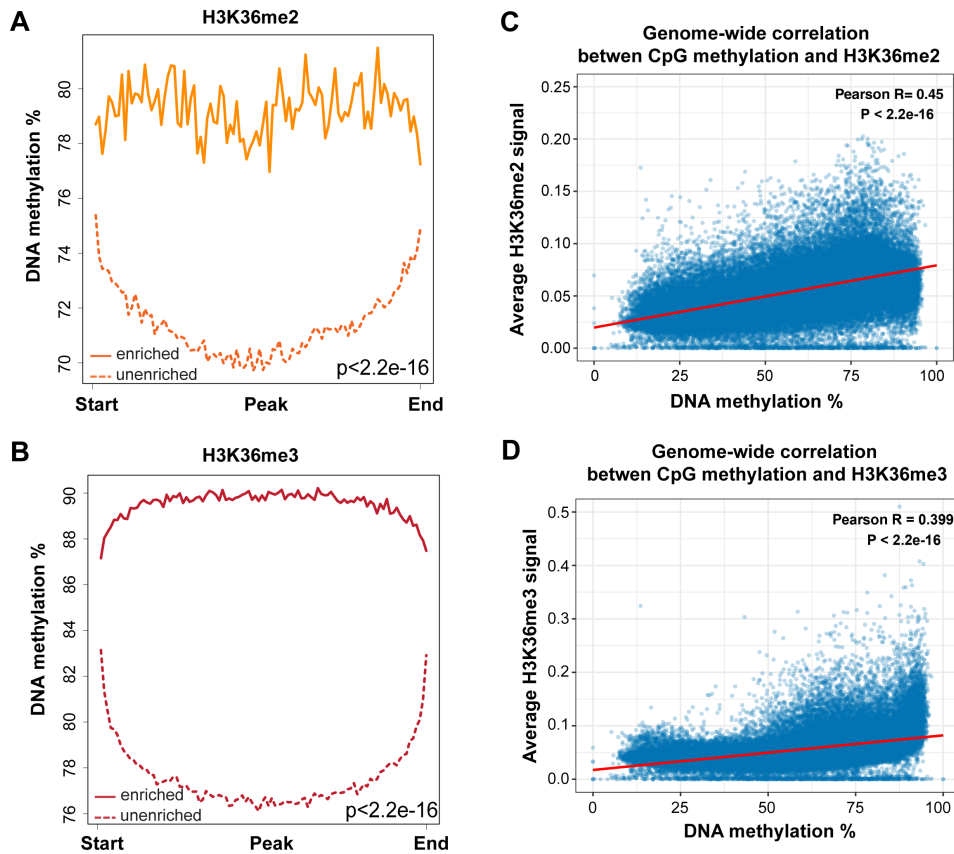 A
H3K36me2
DNA methylation %
80
78
76
74
72
70
enriched
unenriched
p<2.2e-16
Start
Peak
End
B
H3K36me3
DNA methylation %
90
88
86
84
82
80
78
76
enriched
unenriched
p<2.2e-16
Start
Peak
End
C
Genome-wide correlation
betwen CpG methylation and H3K36me2
Average H3K36me2 signal
0.25
0.20
0.15
0.10
0.05
0.00
Pearson R= 0.45
P < 2.2e-16
0
25
50
75
100
DNA methylation %
D
Genome-wide correlation
betwen CpG methylation and H3K36me3
Average H3K36me3 signal
0.5
0.4
0.3
0.2
0.1
0.0
Pearson R = 0.399
P < 2.2e-16
0
25
50
75
100
DNA methylation %